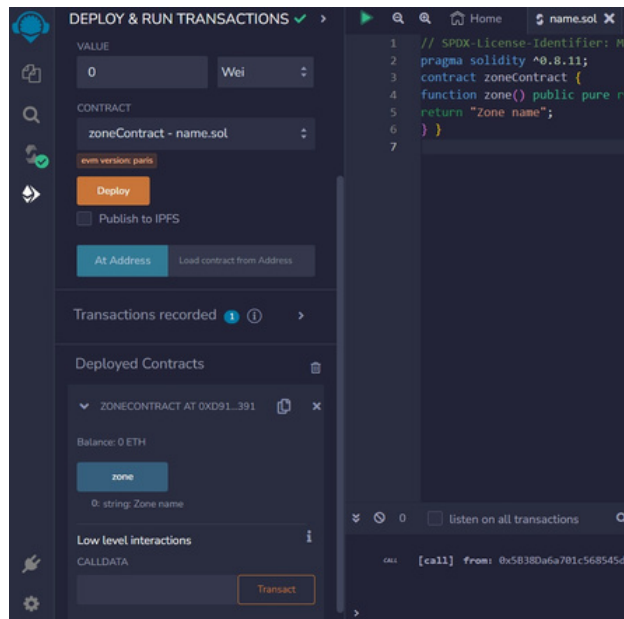 DEPLOY & RUN TRANSACTIONS
VALUE
0 Wei
CONTRACT
zoneContract - name.sol
evm version: paris
Deploy
Publish to IPFS
At Address Load contract from Address
Transactions recorded 1 i
Deployed Contracts
ZONECONTRACT AT 0XD91...391
Balance: 0 ETH
zone
0: string: Zone name
Low level interactions i
CALLDATA
Transact
Home name.sol
1 // SPDX-License-Identifier: M
2 pragma solidity ^0.8.11;
3 contract zoneContract {
4 function zone() public pure r
5 return "Zone name";
6 } }
7
0 listen on all transactions
CALL [call] from: 0x5B38Da6a701c568545d
>